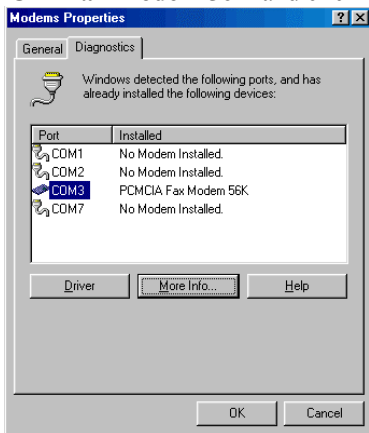 Modems Properties
General Diagnostics
Windows detected the following ports, and has
already installed the following devices:
Port Installed
COM1 No Modem Installed.
COM2 No Modem Installed.
COM3 PCMCIA Fax Modem 56K
COM7 No Modem Installed.
Driver More Info... Help
OK Cancel